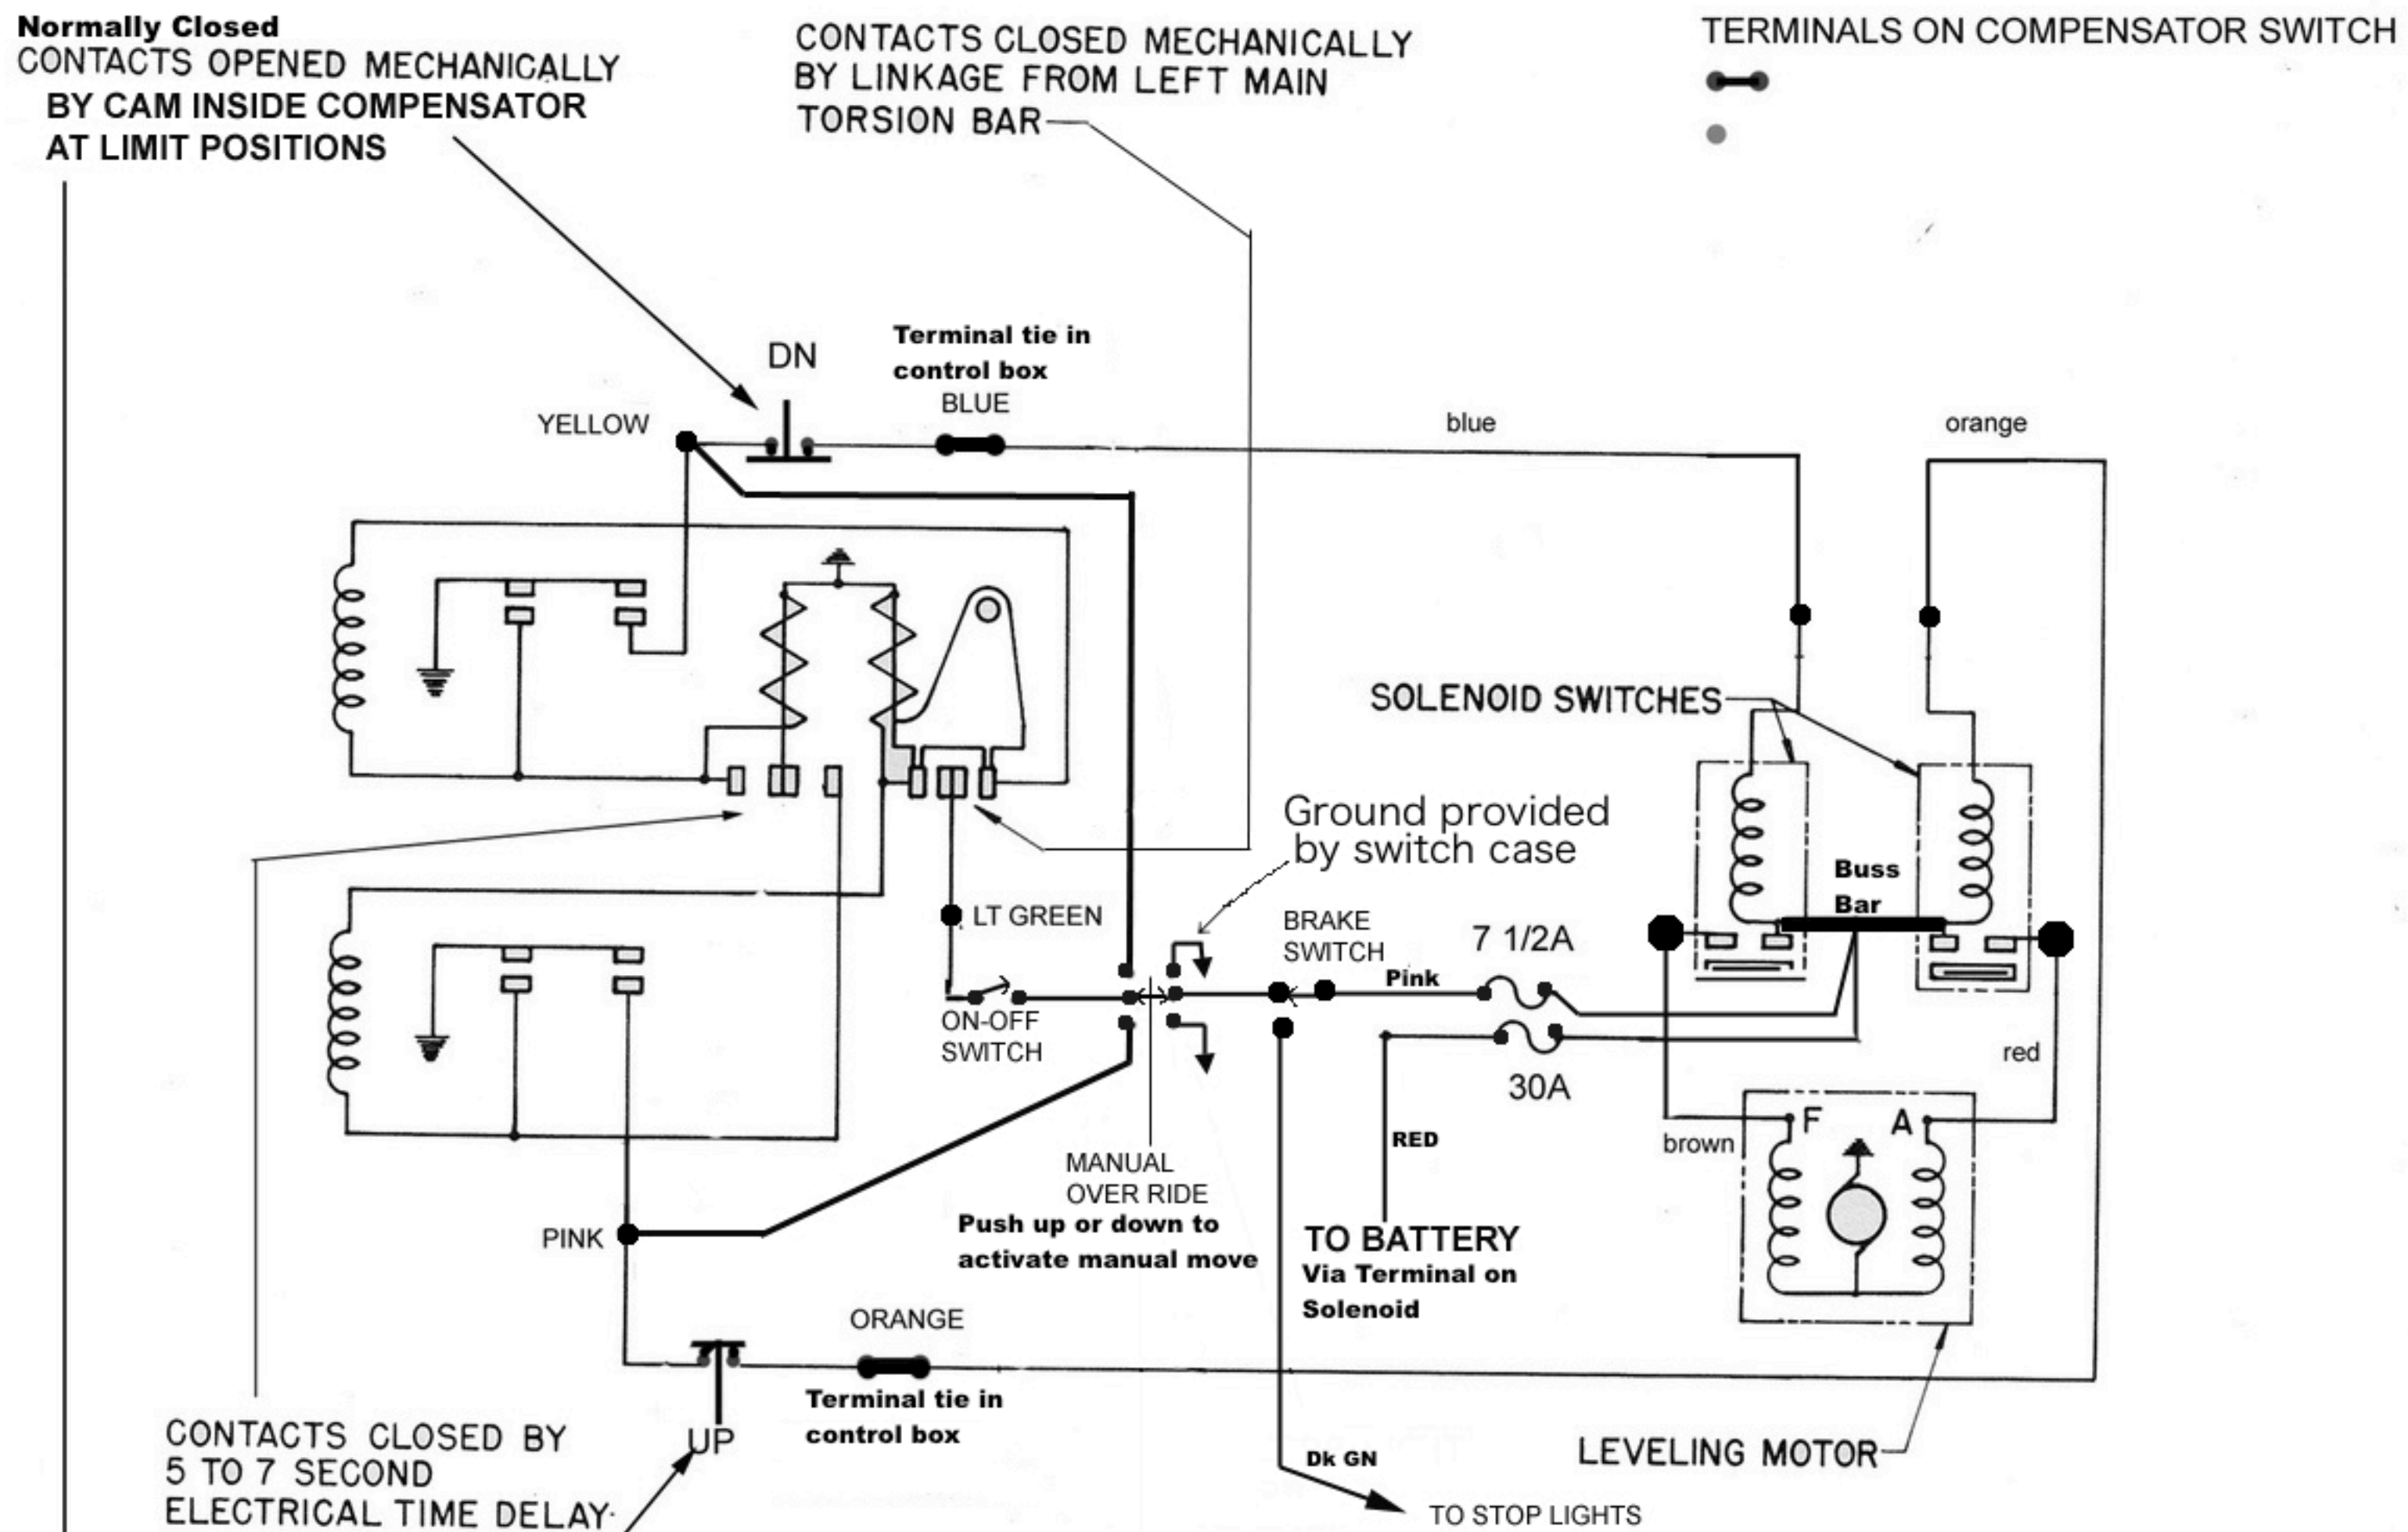 Normally Closed
CONTACTS OPENED MECHANICALLY
BY CAM INSIDE COMPENSATOR
AT LIMIT POSITIONS
CONTACTS CLOSED MECHANICALLY
BY LINKAGE FROM LEFT MAIN
TORSION BAR
TERMINALS ON COMPENSATOR SWITCH
DN
Terminal tie in
control box
BLUE
YELLOW
blue
orange
SOLENOID SWITCHES
Ground provided
by switch case
Buss
Bar
LT GREEN
BRAKE
SWITCH
7 1/2A
Pink
ON-OFF
SWITCH
30A
red
RED
F
A
brown
MANUAL
OVER RIDE
Push up or down to
activate manual move
TO BATTERY
Via Terminal on
Solenoid
PINK
ORANGE
Terminal tie in
control box
UP
CONTACTS CLOSED BY
5 TO 7 SECOND
ELECTRICAL TIME DELAY
Dk GN
TO STOP LIGHTS
LEVELING MOTOR